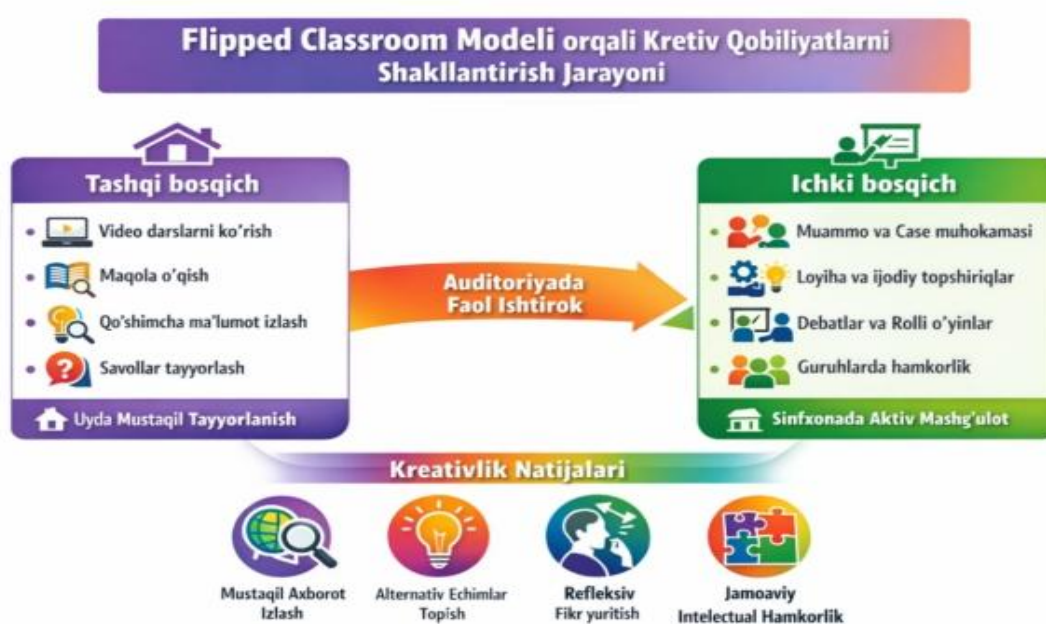 Flipped Classroom Modeli orqali Kretiv Qobiliyatlarni
Shakllantirish Jarayoni
Tashqi bosqich
Video darslarni ko'rish
Maqola o'qish
Qo'shimcha ma'lumot izlash
Savollar tayyorlash
Uyda Mustaqil Tayyorlanish
Auditoriyada
Faol Ishtirok
Ichki bosqich
Muammo va Case muhokamasi
Loyiha va ijodiy topshiriqlar
Debatlar va Rolli o'yinlar
Guruhlarda hamkorlik
Sinfxonada Aktiv Mashg'ulot
Kreativlik Natijalari
Mustaqil Axborot
Izlash
Alternativ Echimlar
Topish
Refleksiv
Fikr yuritish
Jamoaviy
Intelectual Hamkorlik